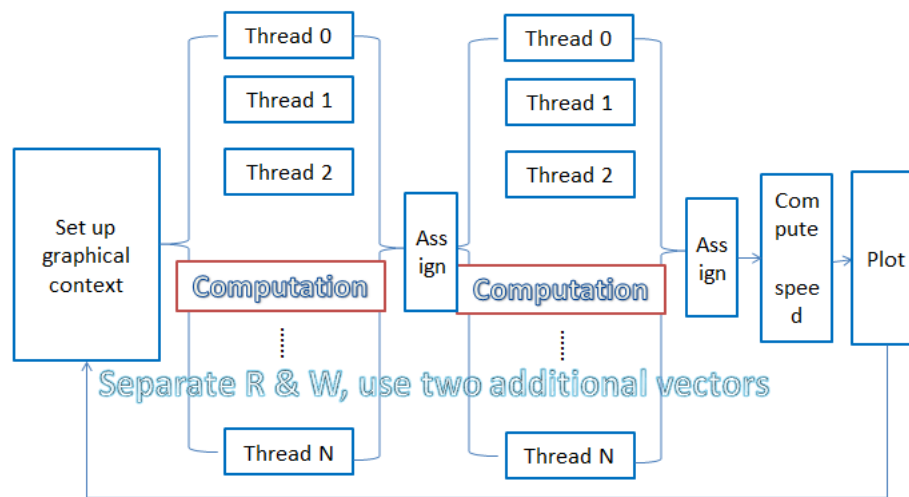 Set up
graphical
context
Thread 0
Thread 1
Thread 2
Computation
Thread N
Ass
ign
Thread 0
Thread 1
Thread 2
Computation
Thread N
Ass
ign
Com
pute
spee
d
Plot
Separate R & W, use two additional vectors